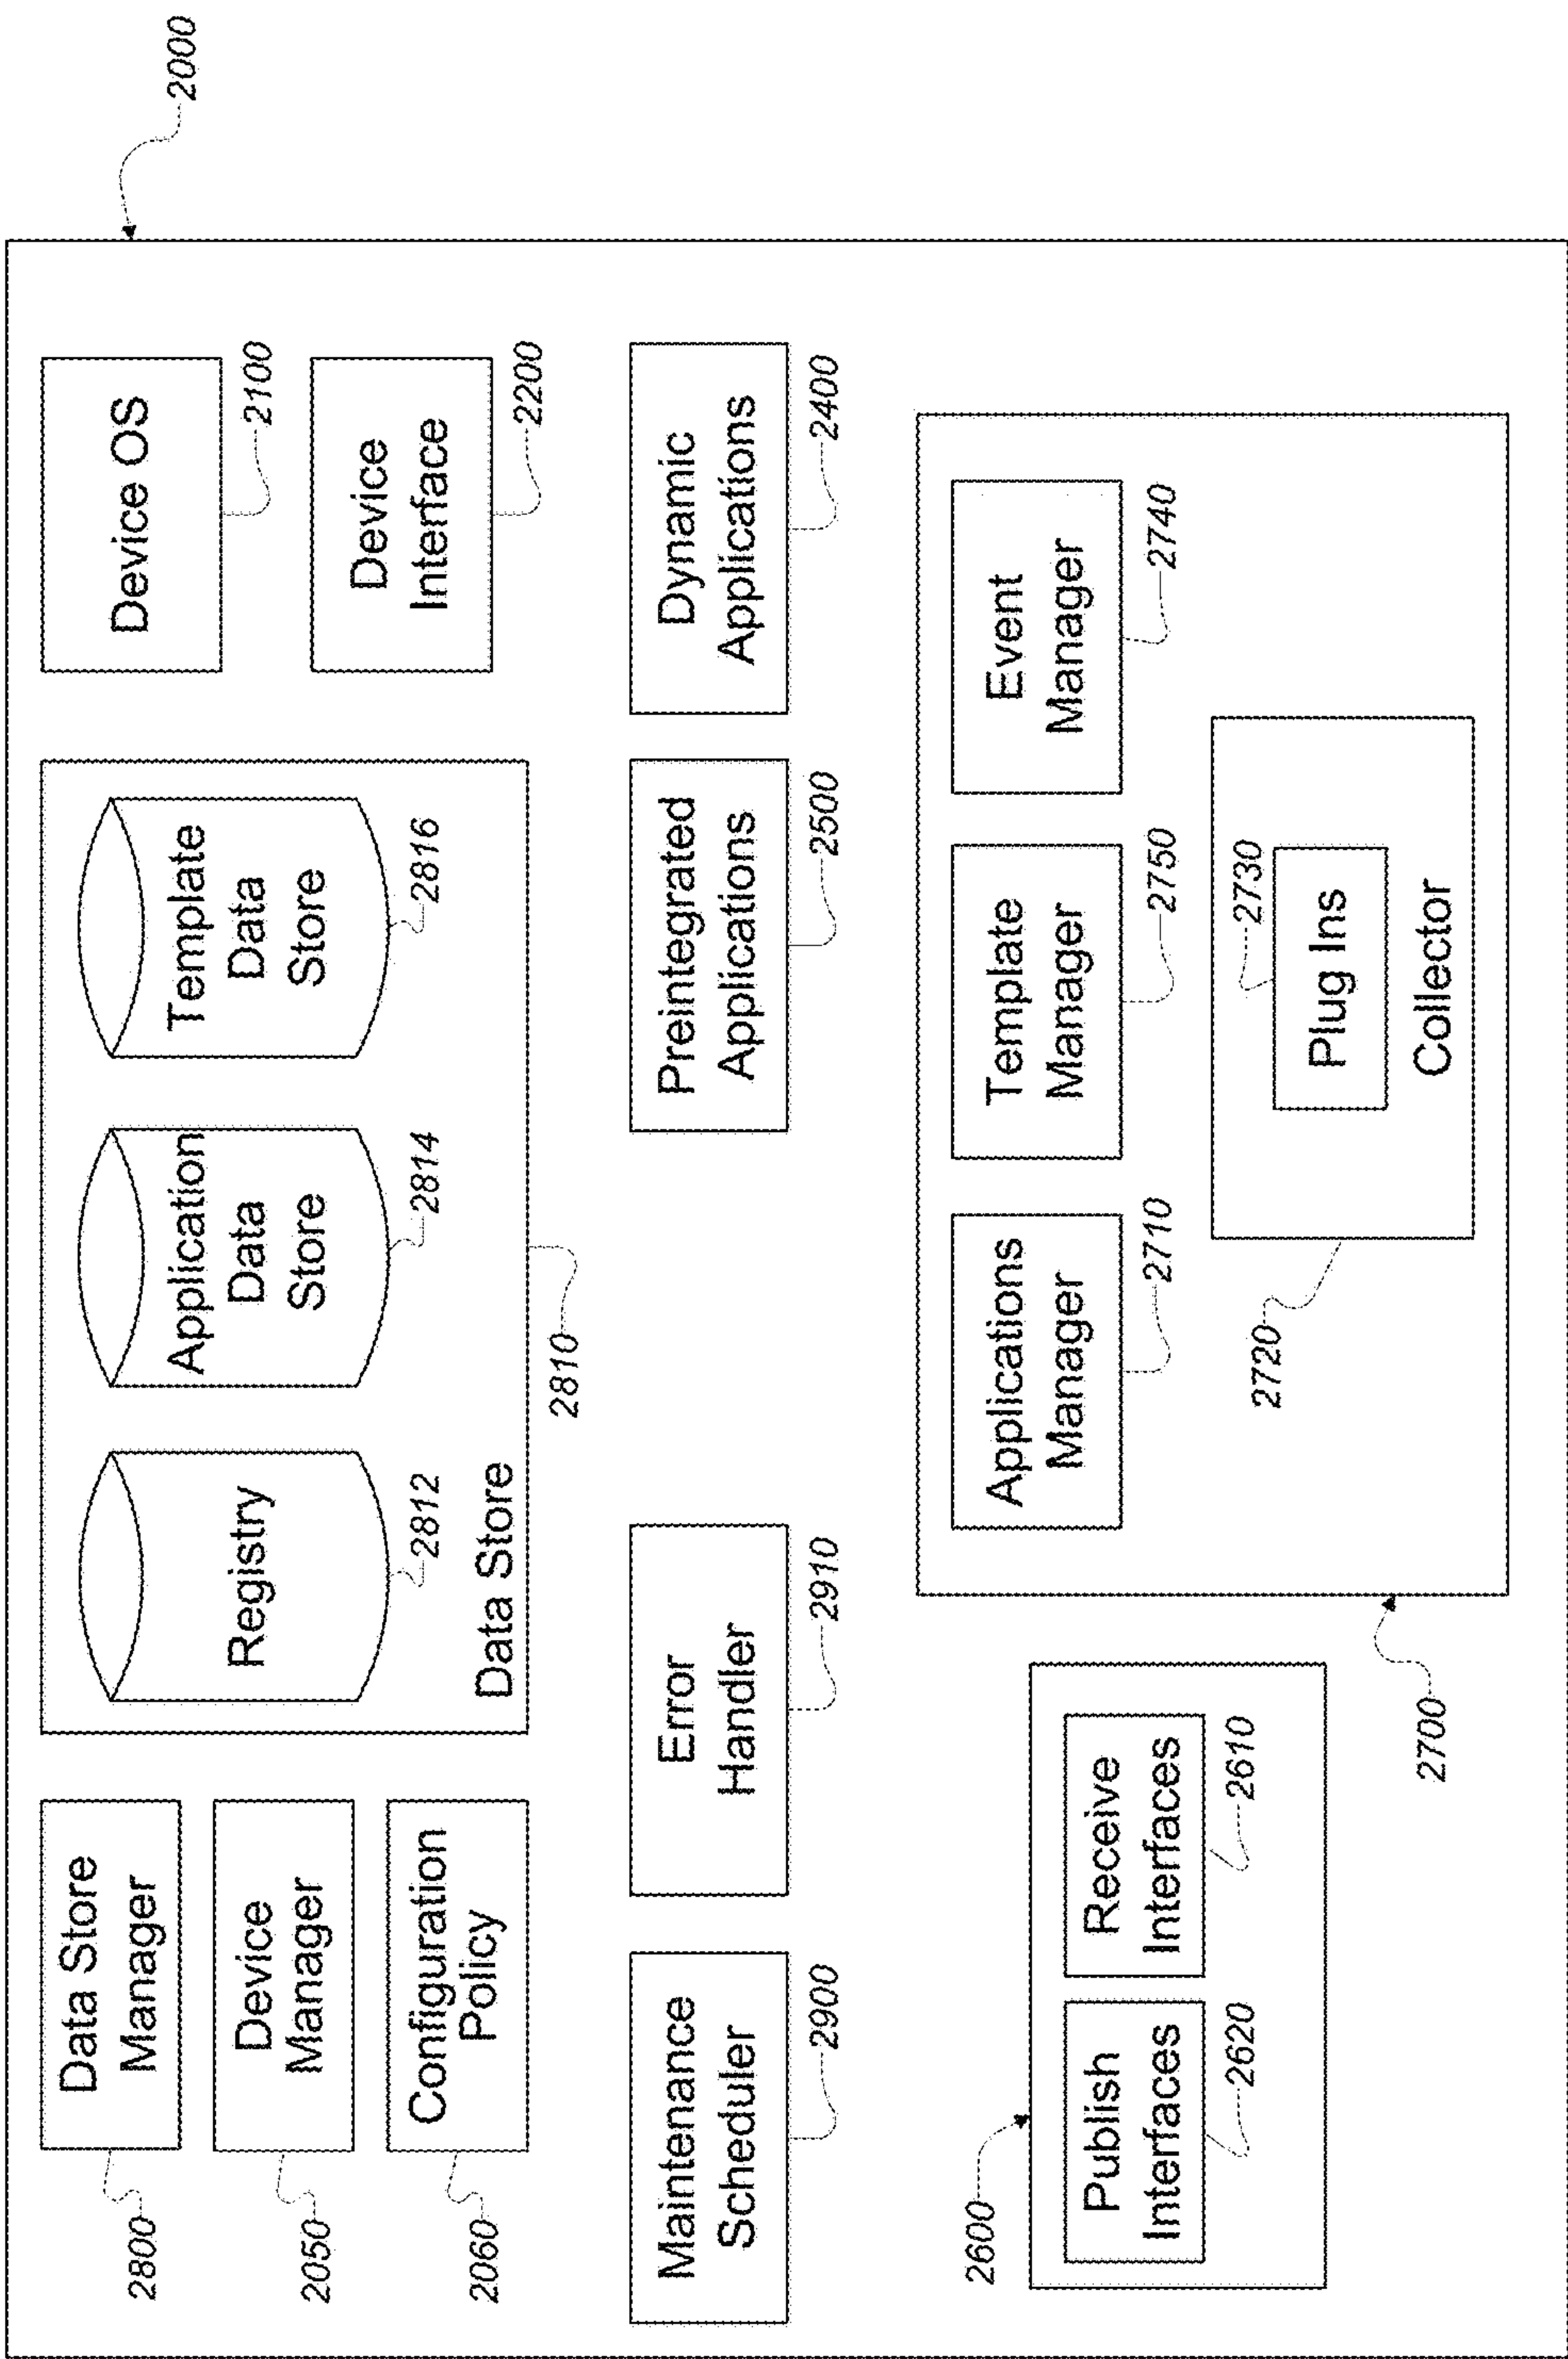 2000
Data Store
Manager
2800
Device
Manager
2050
Configuration
Policy
2060
Registry
2812
Application
Data
Store
2814
Template
Data
Store
2816
Data Store
2810
Device OS
2100
Device
Interface
2200
Maintenance
Scheduler
2900
Error
Handler
2910
Preintegrated
Applications
2500
Dynamic
Applications
2400
2600
Publish
Interfaces
2620
Receive
Interfaces
2610
2700
Applications
Manager
2710
Template
Manager
2750
Event
Manager
2740
2720
2730
Plug Ins
Collector